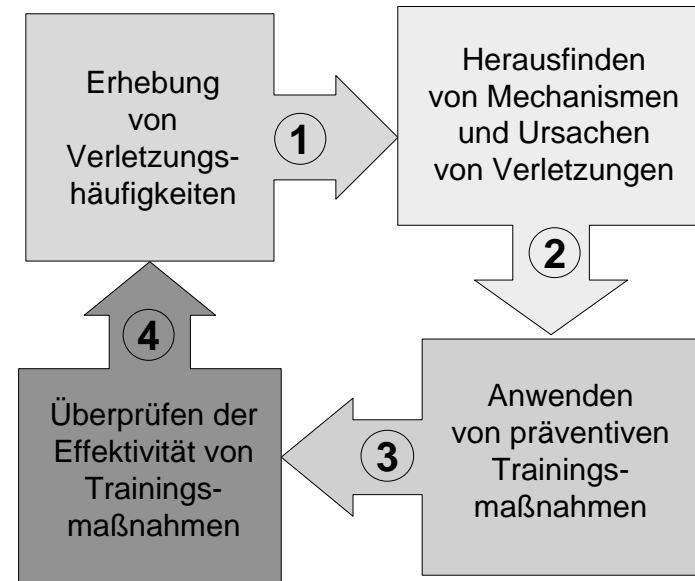 Erhebung
von
Verletzungs-
häufigkeiten
1
Herausfinden
von Mechanismen
und Ursachen
von Verletzungen
2
Anwenden
von präventiven
Trainings-
maßnahmen
3
Überprüfen der
Effektivität von
Trainings-
maßnahmen
4